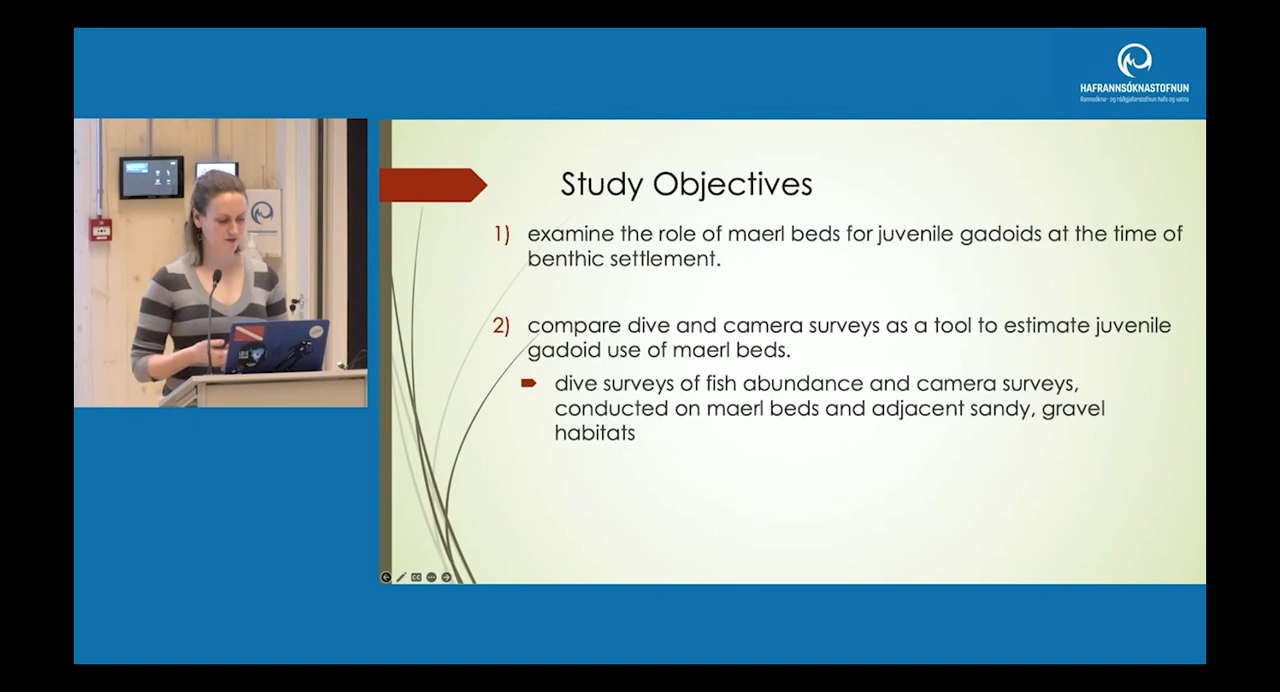 HAFRANNSÓKNASTOFNUN
Rannsókna- og ráðgjafarstofnun hafs og vatna
Study Objectives
1) examine the role of maerl beds for juvenile gadoids at the time of
benthic settlement.
2) compare dive and camera surveys as a tool to estimate juvenile
gadoid use of maerl beds.
dive surveys of fish abundance and camera surveys,
conducted on maerl beds and adjacent sandy, gravel
habitats
CC